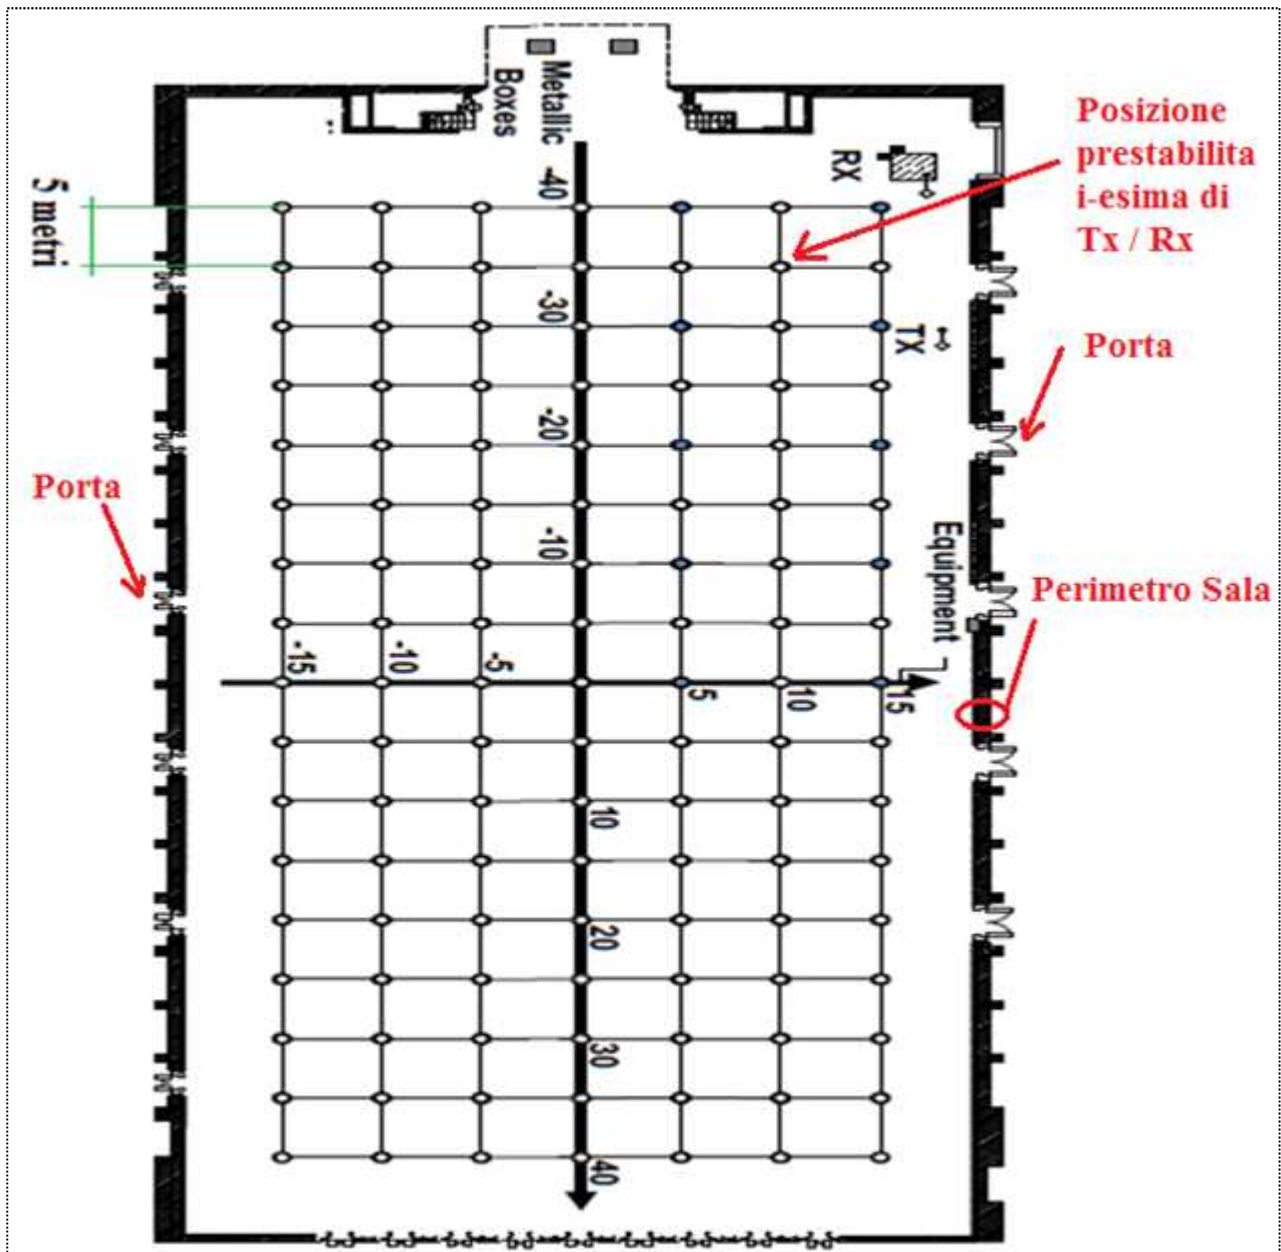 Metallic
Boxes
Posizione
prestabilita
i-esima di
Tx / Rx
RX
5 metri
-40
-30
TX
Porta
-20
Porta
-10
Equipment
Perimetro Sala
-15
-10
-5
5
10
15
10
20
30
40